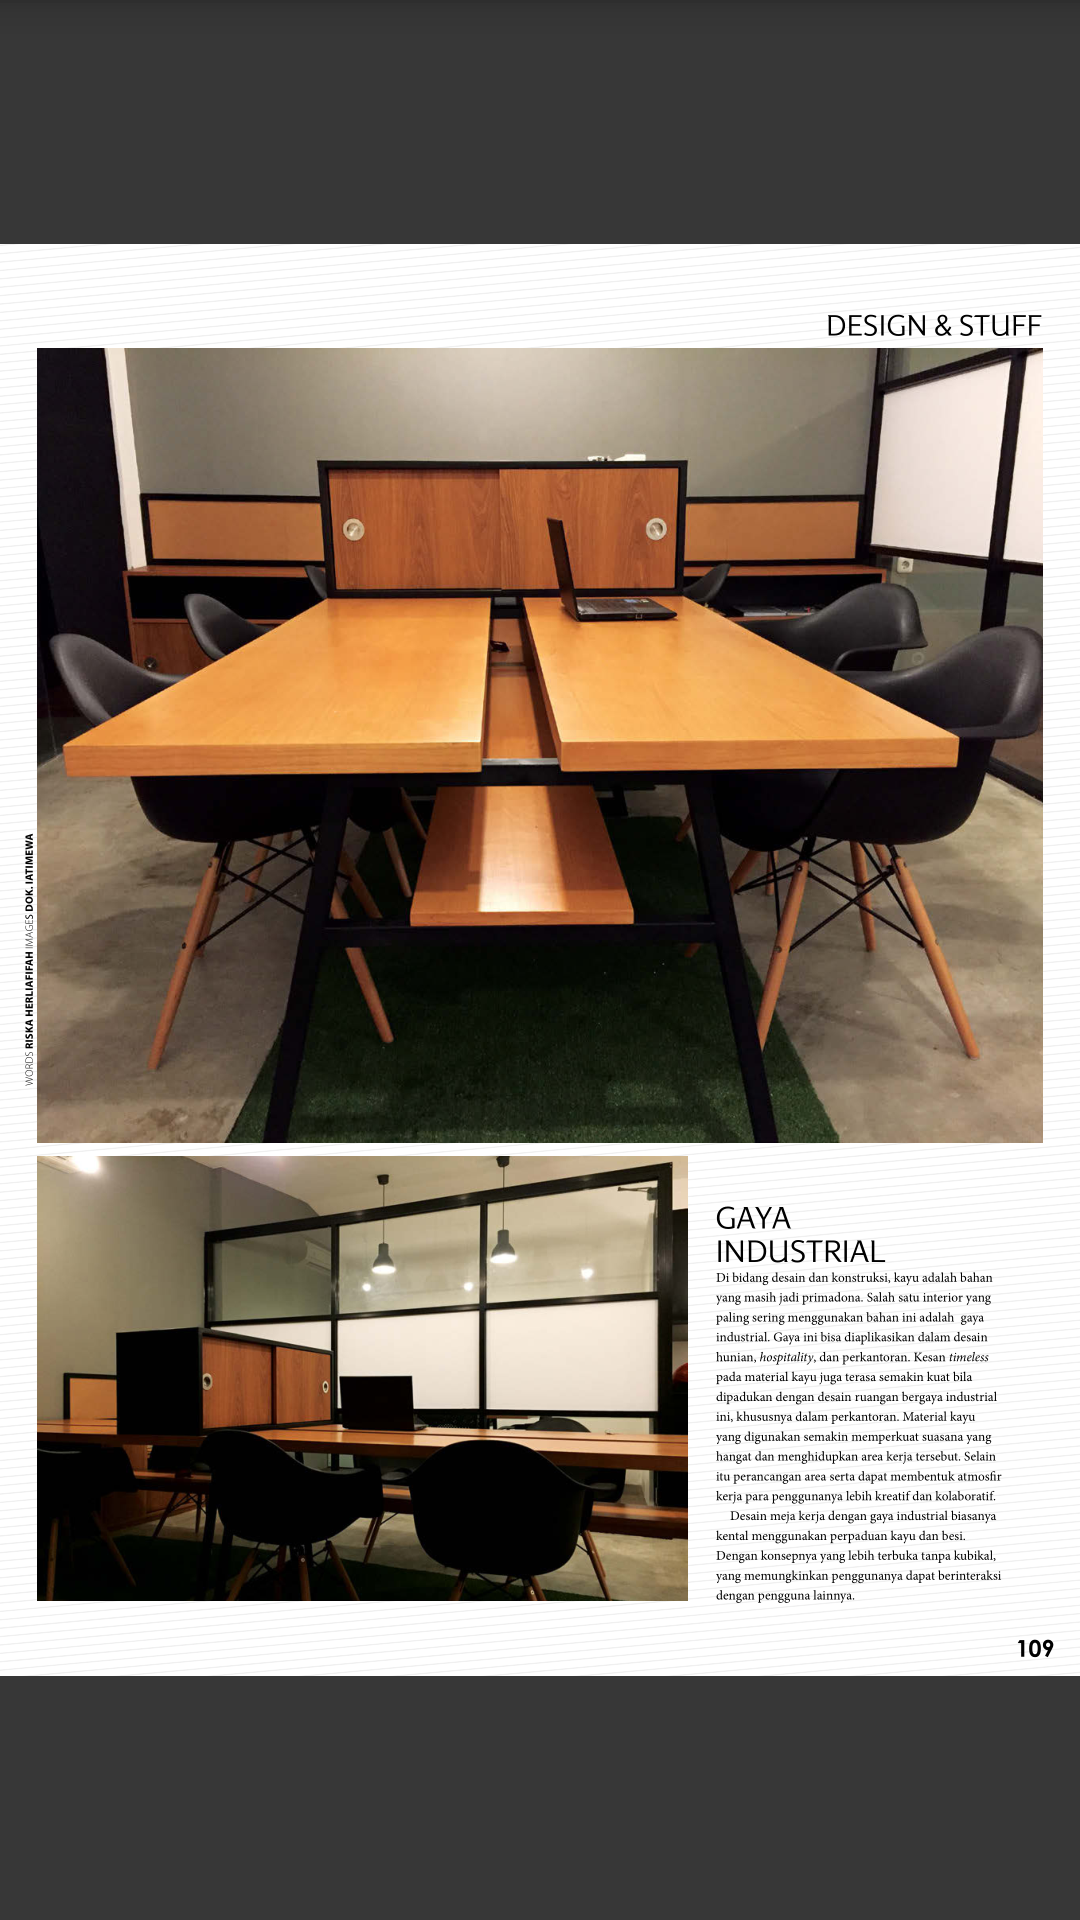 DESIGN & STUFF
WORDS RISKA HERLIAFIFAH IMAGES DOK. IATIMEWA
GAYA
INDUSTRIAL
Di bidang desain dan konstruksi, kayu adalah bahan
yang masih jadi primadona. Salah satu interior yang
paling sering menggunakan bahan ini adalah  gaya
industrial. Gaya ini bisa diaplikasikan dalam desain
hunian, hospitality, dan perkantoran. Kesan timeless
pada material kayu juga terasa semakin kuat bila
dipadukan dengan desain ruangan bergaya industrial
ini, khususnya dalam perkantoran. Material kayu
yang digunakan semakin memperkuat suasana yang
hangat dan menghidupkan area kerja tersebut. Selain
itu perancangan area serta dapat membentuk atmosfir
kerja para penggunanya lebih kreatif dan kolaboratif.
Desain meja kerja dengan gaya industrial biasanya
kental menggunakan perpaduan kayu dan besi.
Dengan konsepnya yang lebih terbuka tanpa kubikal,
yang memungkinkan penggunanya dapat berinteraksi
dengan pengguna lainnya.
109